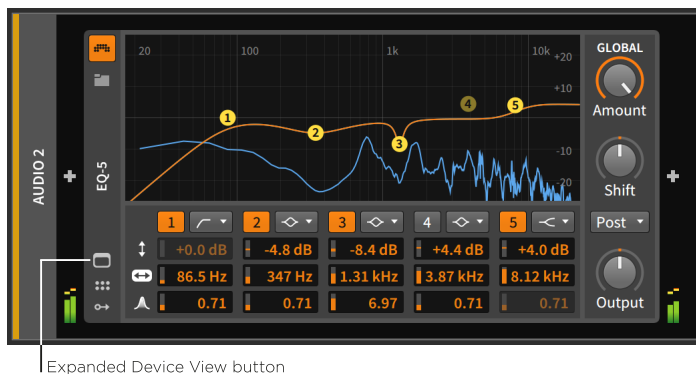 AUDIO 2
EQ-5
20 100 1k 10k +20
+10
-10
-20
1 2 3 4 5
GLOBAL
Amount
Shift
Post
Output
1 2 3 4 5
+0.0 dB -4.8 dB -8.4 dB +4.4 dB +4.0 dB
86.5 Hz 347 Hz 1.31 kHz 3.87 kHz 8.12 kHz
0.71 0.71 6.97 0.71 0.71
Expanded Device View button